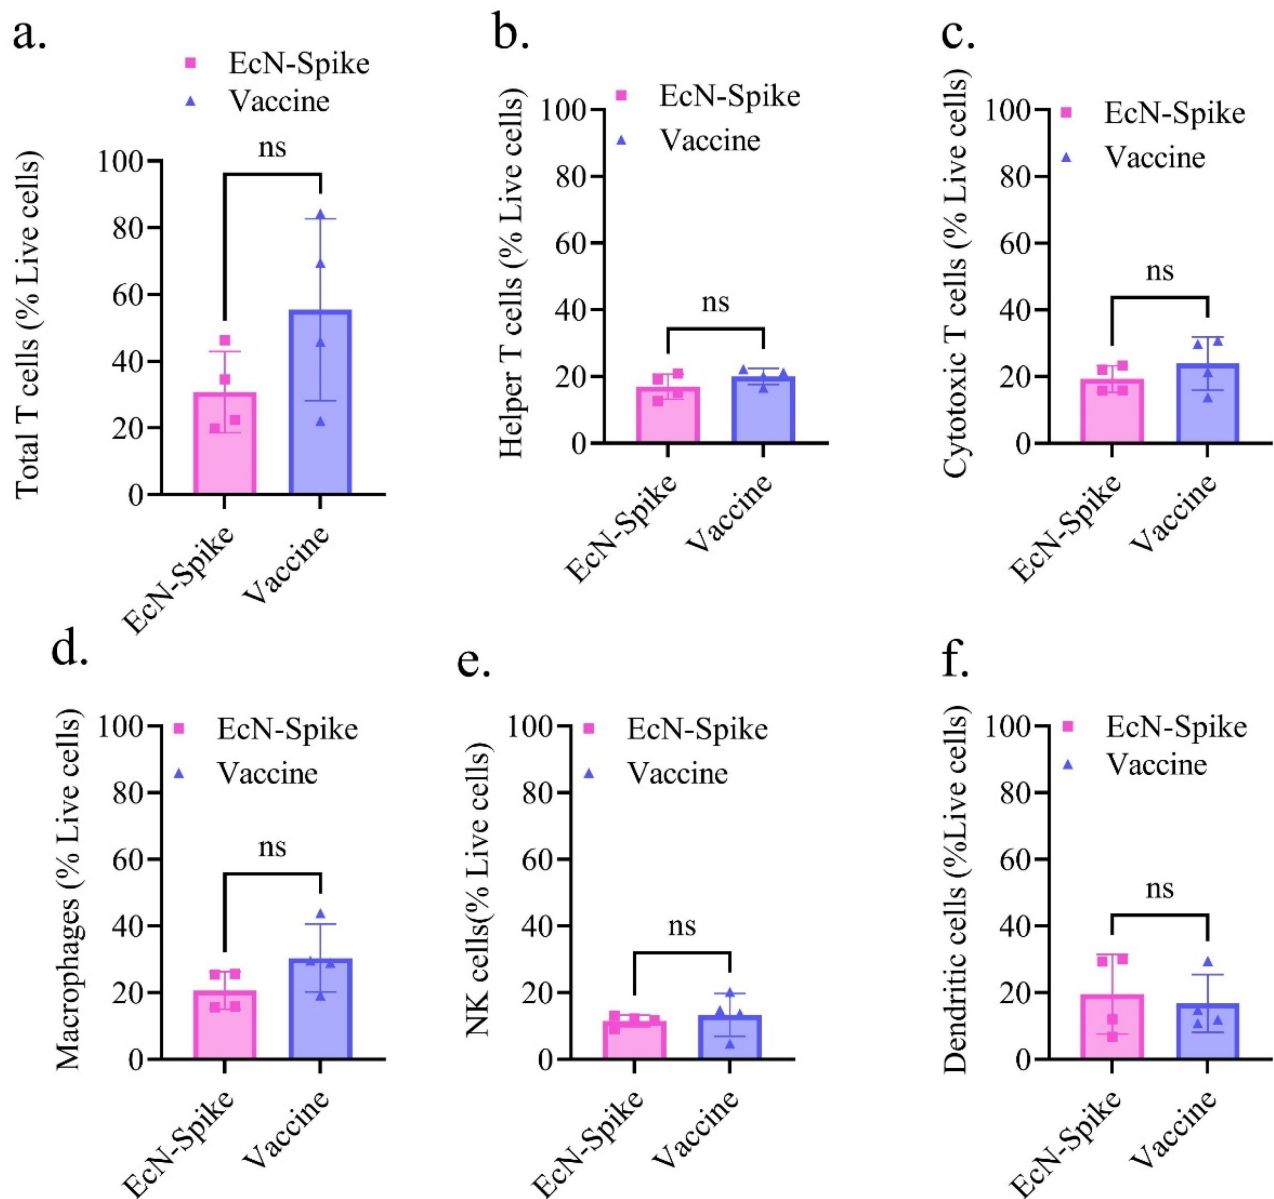 a.
EcN-Spike
Vaccine
ns
Total T cells (% Live cells)
100
80
60
40
20
0
EcN-Spike
Vaccine
b.
EcN-Spike
Vaccine
ns
Helper T cells (% Live cells)
100
80
60
40
20
0
EcN-Spike
Vaccine
c.
EcN-Spike
Vaccine
ns
Cytotoxic T cells (% Live cells)
100
80
60
40
20
0
EcN-Spike
Vaccine
d.
EcN-Spike
Vaccine
ns
Macrophages (% Live cells)
100
80
60
40
20
0
EcN-Spike
Vaccine
e.
EcN-Spike
Vaccine
ns
NK cells(% Live cells)
100
80
60
40
20
0
EcN-Spike
Vaccine
f.
EcN-Spike
Vaccine
ns
Dendritic cells (%Live cells)
100
80
60
40
20
0
EcN-Spike
Vaccine